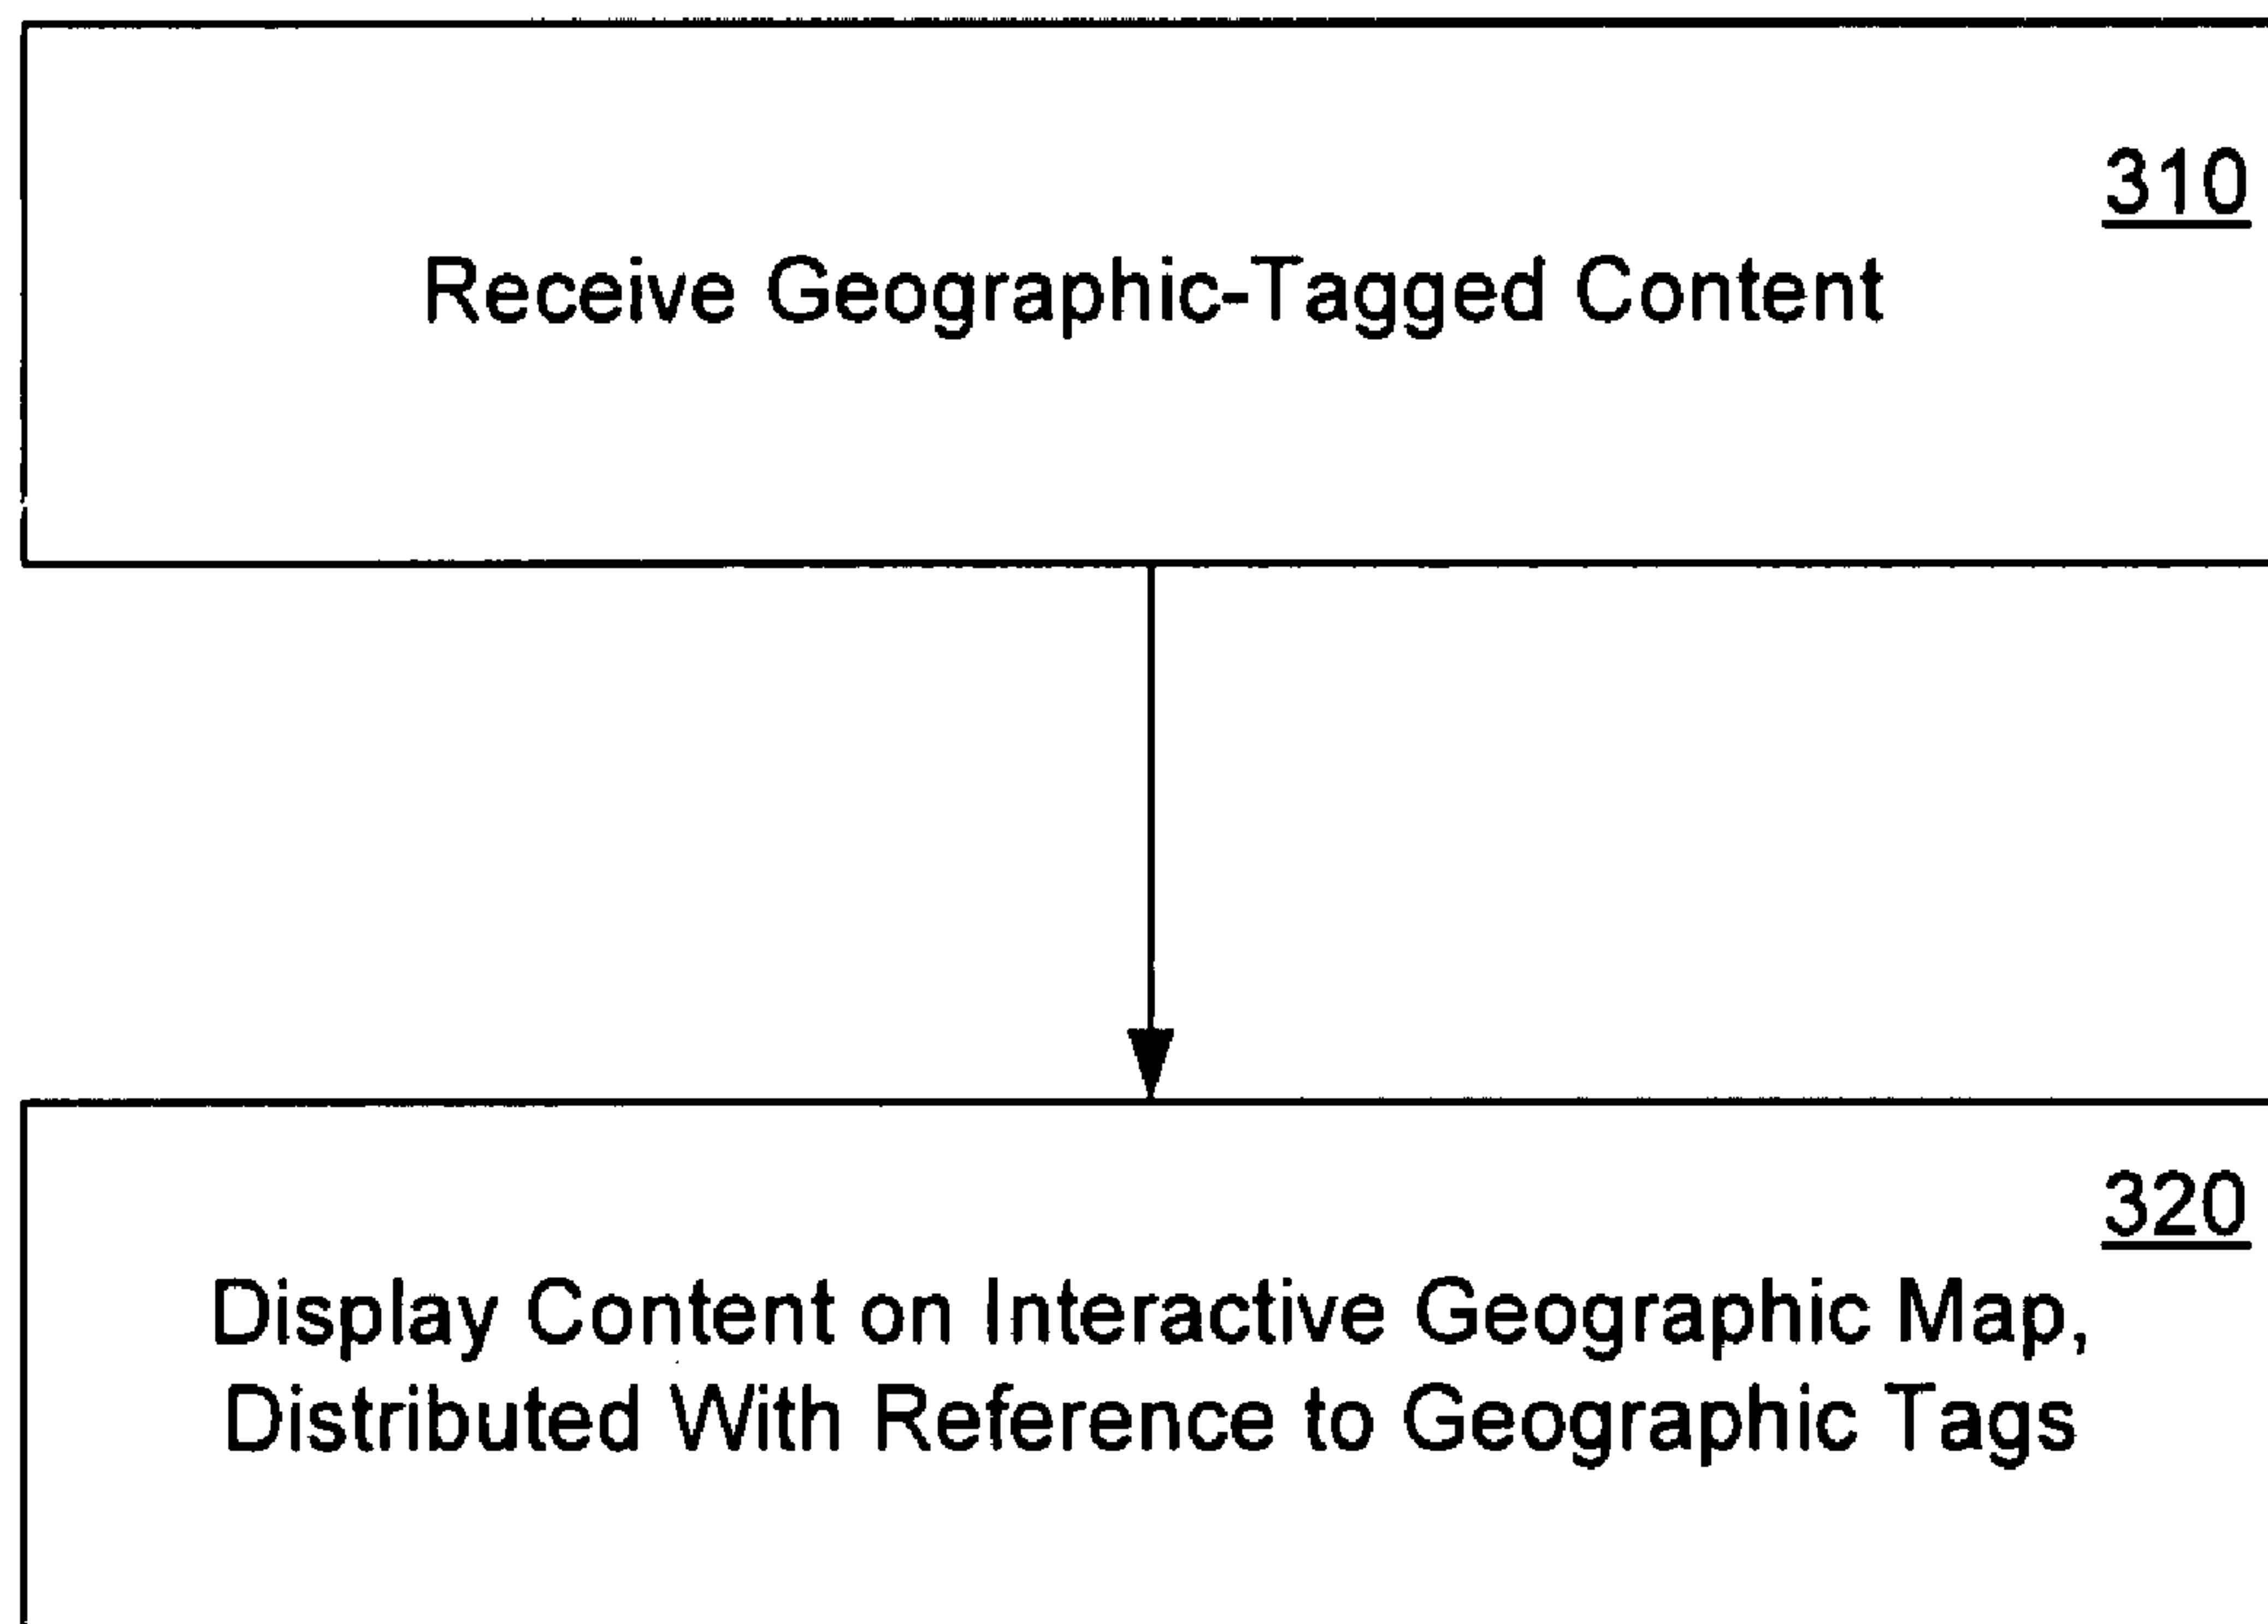 310
Receive Geographic-Tagged Content
320
Display Content on Interactive Geographic Map,
Distributed With Reference to Geographic Tags